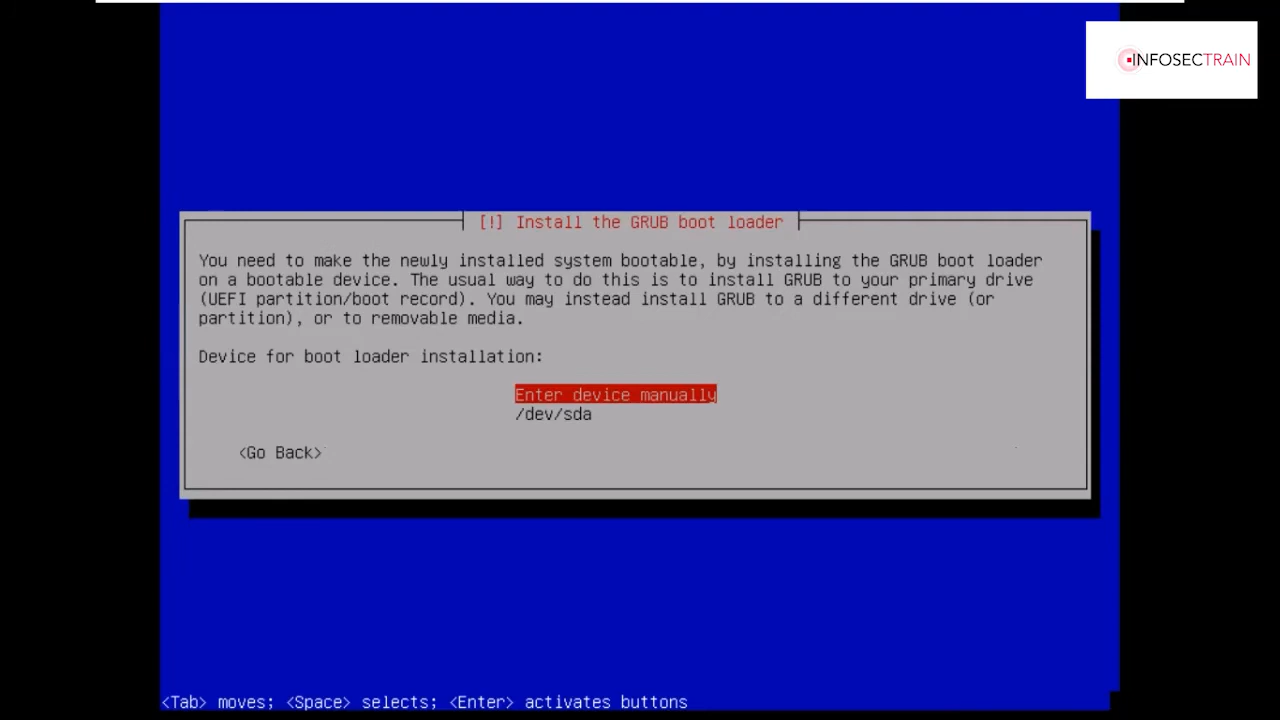 INFOSECTRAIN
[!] Install the GRUB boot loader
You need to make the newly installed system bootable, by installing the GRUB boot loader
on a bootable device. The usual way to do this is to install GRUB to your primary drive
(UEFI partition/boot record). You may instead install GRUB to a different drive (or
partition), or to removable media.
Device for boot loader installation:
Enter device manually
/dev/sda
<Go Back>
<Tab> moves; <Space> selects; <Enter> activates buttons